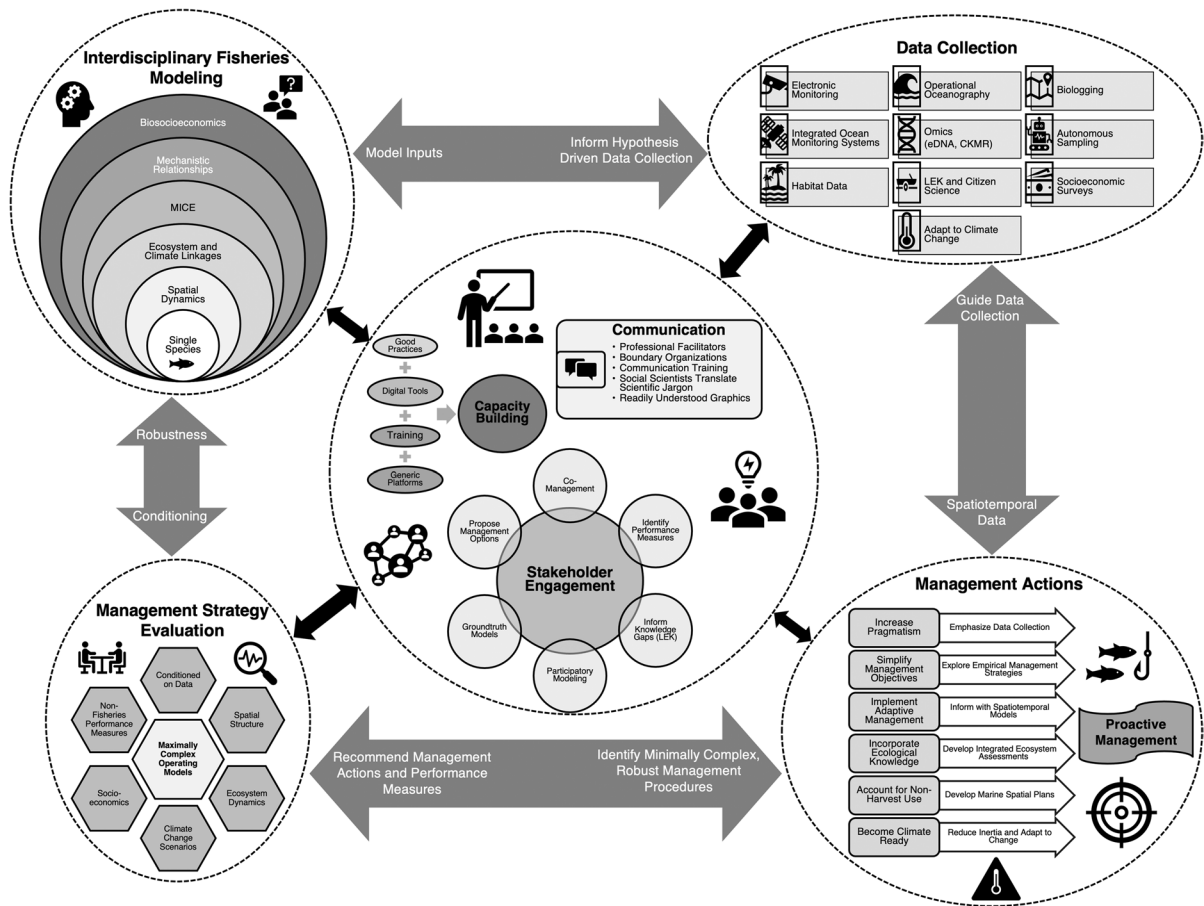 Interdisciplinary Fisheries
Modeling
?
Biosocioeconomics
Mechanistic
Relationships
MICE
Ecosystem and
Climate Linkages
Spatial
Dynamics
Single
Species
Model Inputs
Inform Hypothesis
Driven Data Collection
Data Collection
Electronic
Monitoring
Operational
Oceanography
Biologging
Integrated Ocean
Monitoring Systems
Omics
(eDNA, CKMR)
Autonomous
Sampling
Habitat Data
LEK and Citizen
Science
Socioeconomic
Surveys
Adapt to Climate
Change
Guide Data
Collection
Spatiotemporal
Data
Robustness
Conditioning
Good
Practices
+
Digital Tools
+
Training
+
Generic
Platforms
Capacity
Building
Communication
• Professional Facilitators
• Boundary Organizations
• Communication Training
• Social Scientists Translate
Scientific Jargon
• Readily Understood Graphics
Co-
Management
Propose
Management
Options
Identify
Performance
Measures
Stakeholder
Engagement
Groundtruth
Models
Inform
Knowledge
Gaps (LEK)
Participatory
Modeling
Management Strategy
Evaluation
Conditioned
on Data
Non-
Fisheries
Performance
Measures
Spatial
Structure
Maximally
Complex
Operating
Models
Socio-
economics
Ecosystem
Dynamics
Climate
Change
Scenarios
Recommend Management
Actions and Performance
Measures
Identify Minimally Complex,
Robust Management
Procedures
Management Actions
Increase
Pragmatism
Emphasize Data Collection
Simplify
Management
Objectives
Explore Empirical Management
Strategies
Implement
Adaptive
Management
Inform with Spatiotemporal
Models
Incorporate
Ecological
Knowledge
Develop Integrated Ecosystem
Assessments
Account for Non-
Harvest Use
Develop Marine Spatial Plans
Become Climate
Ready
Reduce Inertia and Adapt to
Change
Proactive
Management